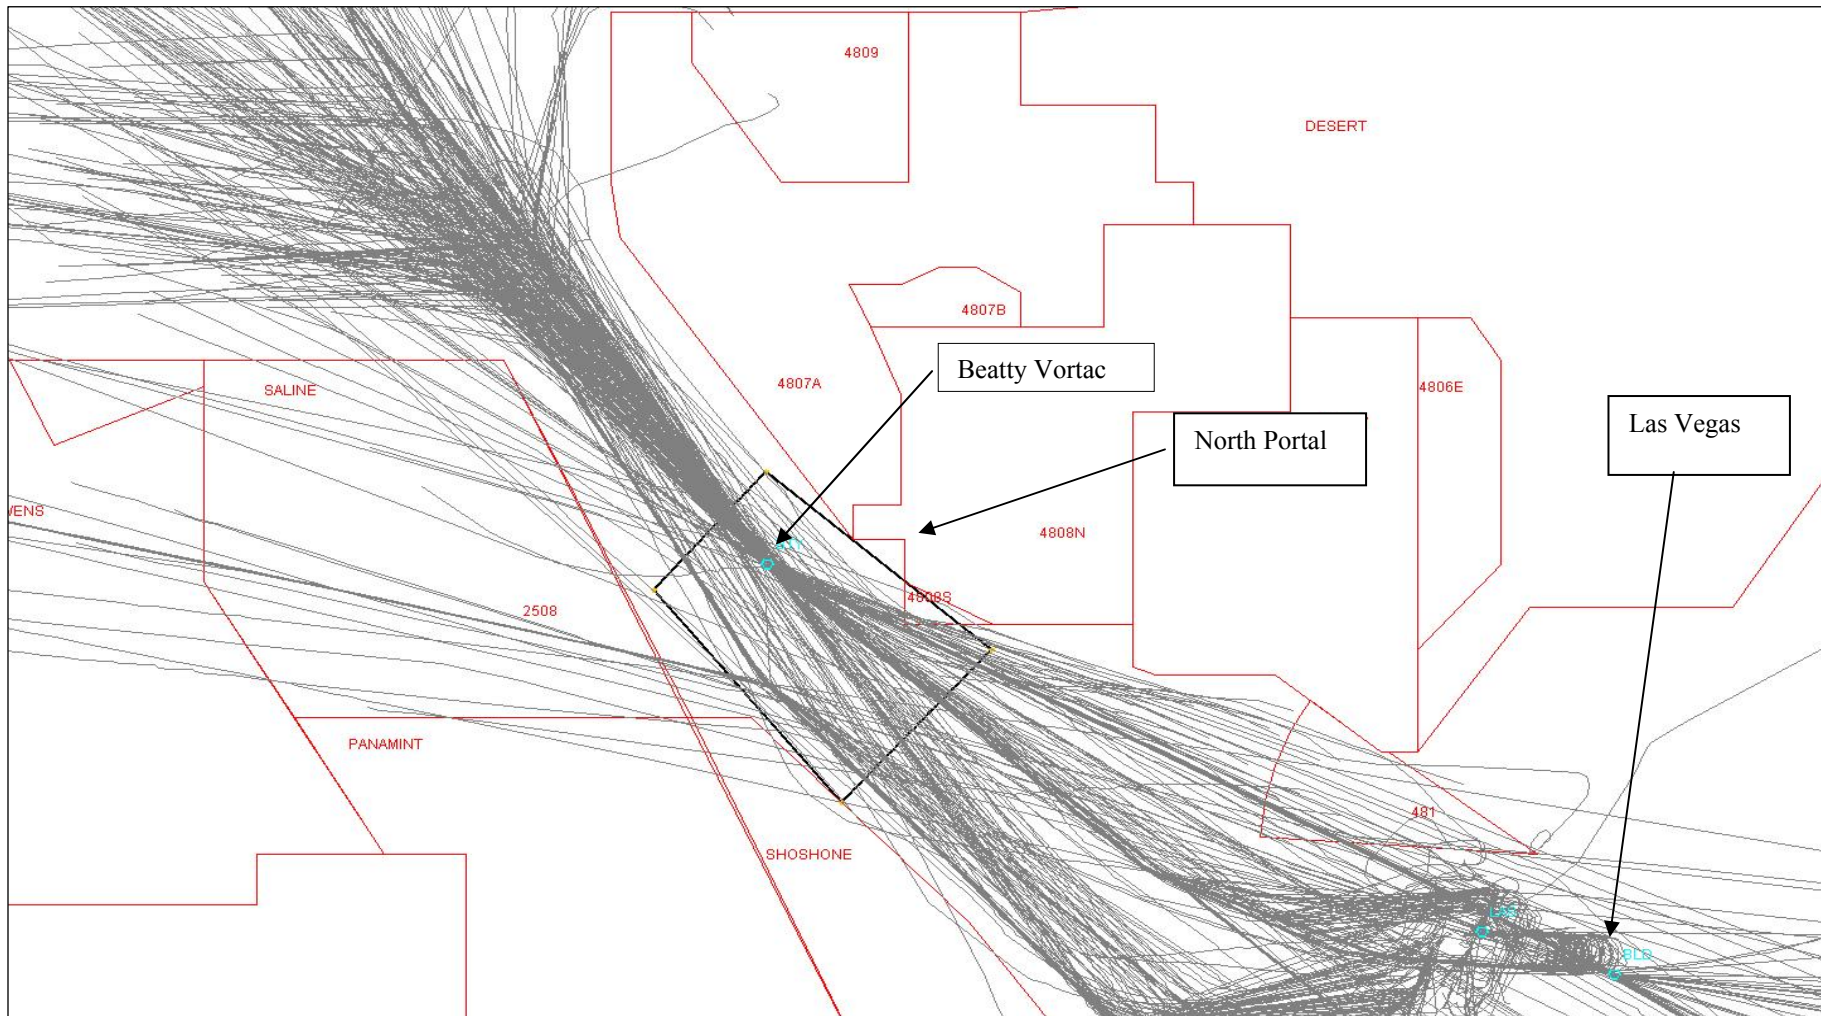 4809
DESERT
4807B
Beatty Vortac
4807A
SALINE
4806E
Las Vegas
North Portal
4808N
BTY
2508
4808S
PANAMINT
481
SHOSHONE
LAS
BLD